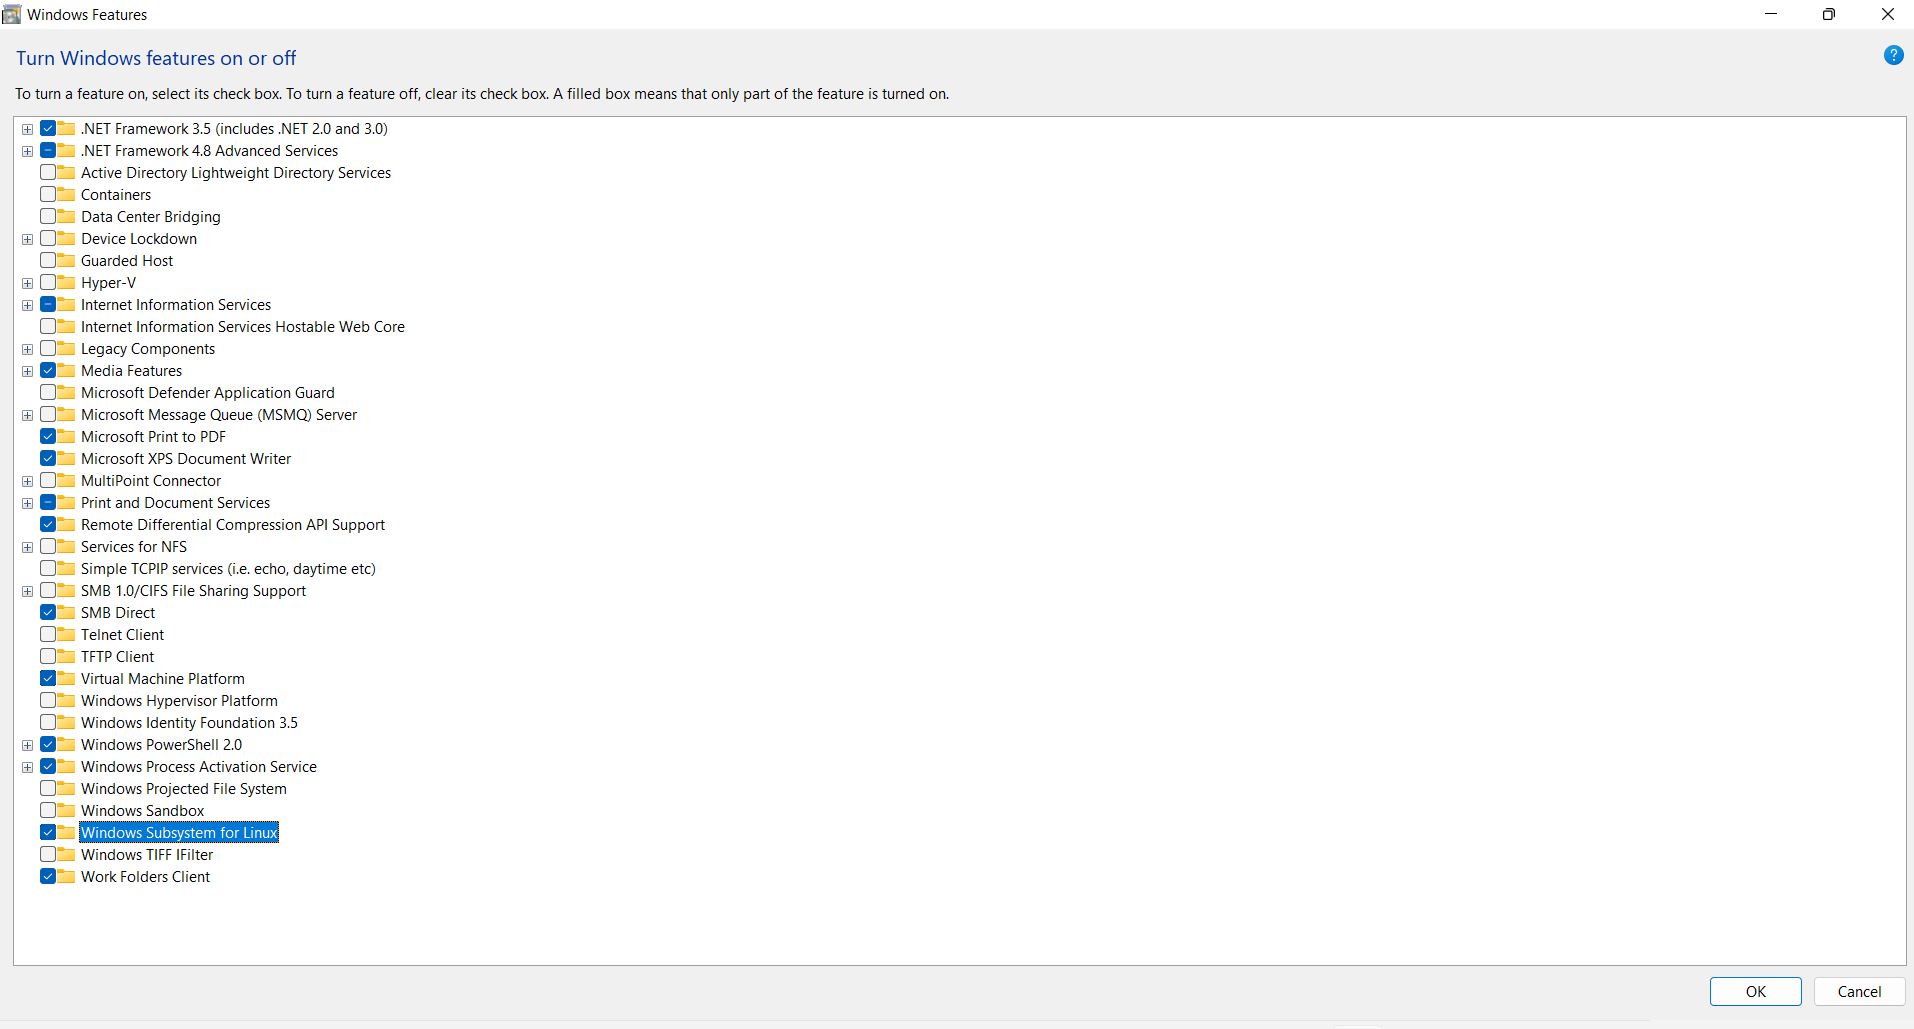 Windows Features
Turn Windows features on or off
?
To turn a feature on, select its check box. To turn a feature off, clear its check box. A filled box means that only part of the feature is turned on.
.NET Framework 3.5 (includes .NET 2.0 and 3.0)
.NET Framework 4.8 Advanced Services
Active Directory Lightweight Directory Services
Containers
Data Center Bridging
Device Lockdown
Guarded Host
Hyper-V
Internet Information Services
Internet Information Services Hostable Web Core
Legacy Components
Media Features
Microsoft Defender Application Guard
Microsoft Message Queue (MSMQ) Server
Microsoft Print to PDF
Microsoft XPS Document Writer
MultiPoint Connector
Print and Document Services
Remote Differential Compression API Support
Services for NFS
Simple TCPIP services (i.e. echo, daytime etc)
SMB 1.0/CIFS File Sharing Support
SMB Direct
Telnet Client
TFTP Client
Virtual Machine Platform
Windows Hypervisor Platform
Windows Identity Foundation 3.5
Windows PowerShell 2.0
Windows Process Activation Service
Windows Projected File System
Windows Sandbox
Windows Subsystem for Linux
Windows TIFF IFilter
Work Folders Client
OK Cancel